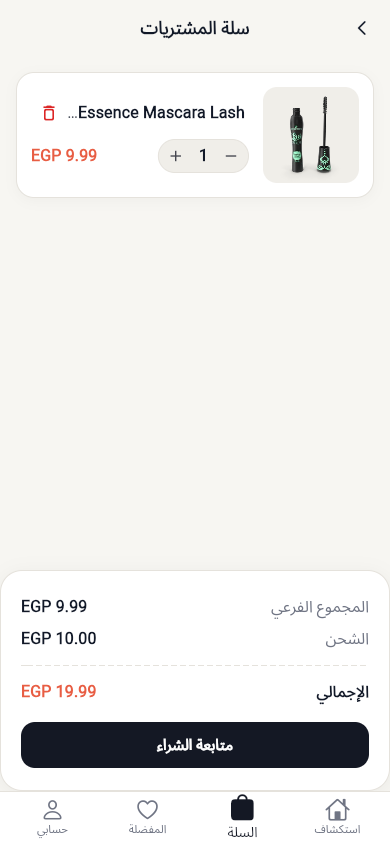 سلة المشتريات
Essence Mascara Lash...
1
EGP 9.99
المجموع الفرعي
EGP 9.99
الشحن
EGP 10.00
الإجمالي
EGP 19.99
متابعة الشراء
استكشاف
السلة
المفضلة
حسابي